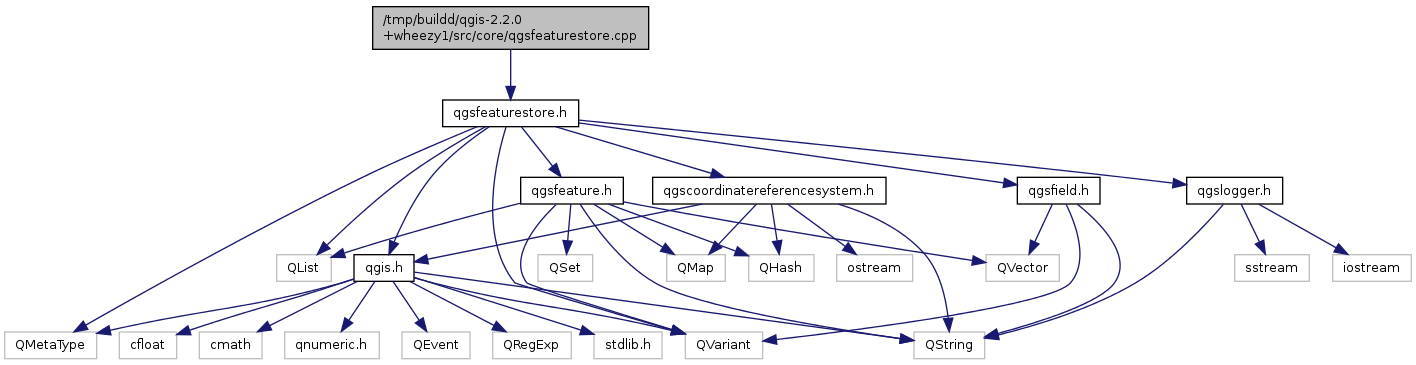 /tmp/buildd/qgis-2.2.0
+wheezy1/src/core/qgsfeaturestore.cpp
qgsfeaturestore.h
qgsfeature.h
qgscoordinatereferencesystem.h
qgsfield.h
qgslogger.h
QList
qgis.h
QSet
QMap
QHash
ostream
QVector
sstream
iostream
QMetaType
cfloat
cmath
qnumeric.h
QEvent
QRegExp
stdlib.h
QVariant
QString